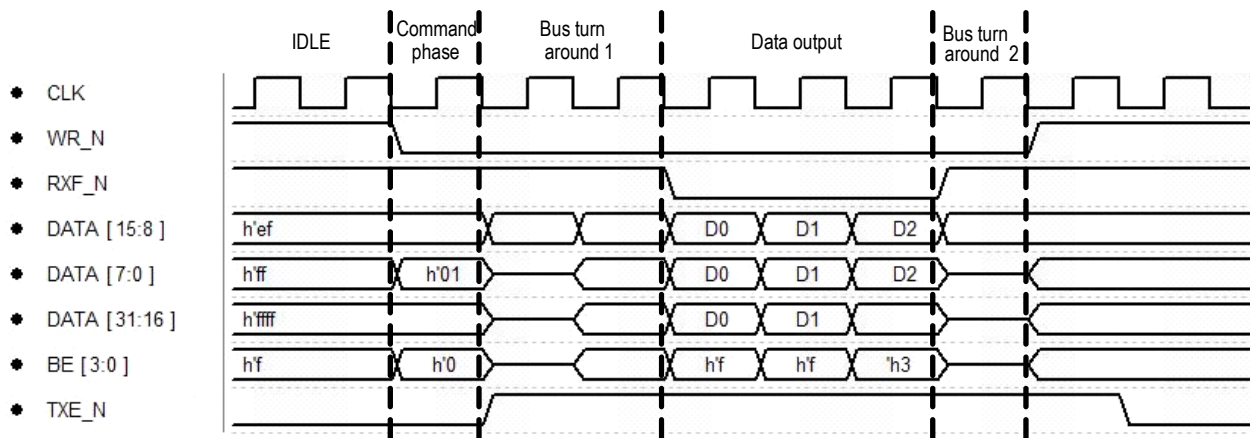 IDLE
Command
phase
Bus turn
around 1
Data output
Bus turn
around 2
CLK
WR_N
RXF_N
DATA [15:8] h'ef D0 D1 D2
DATA [7:0] h'ff h'01 D0 D1 D2
DATA [31:16] h'ffff D0 D1
BE [3:0] h'f h'0 h'f h'f 'h3
TXE_N